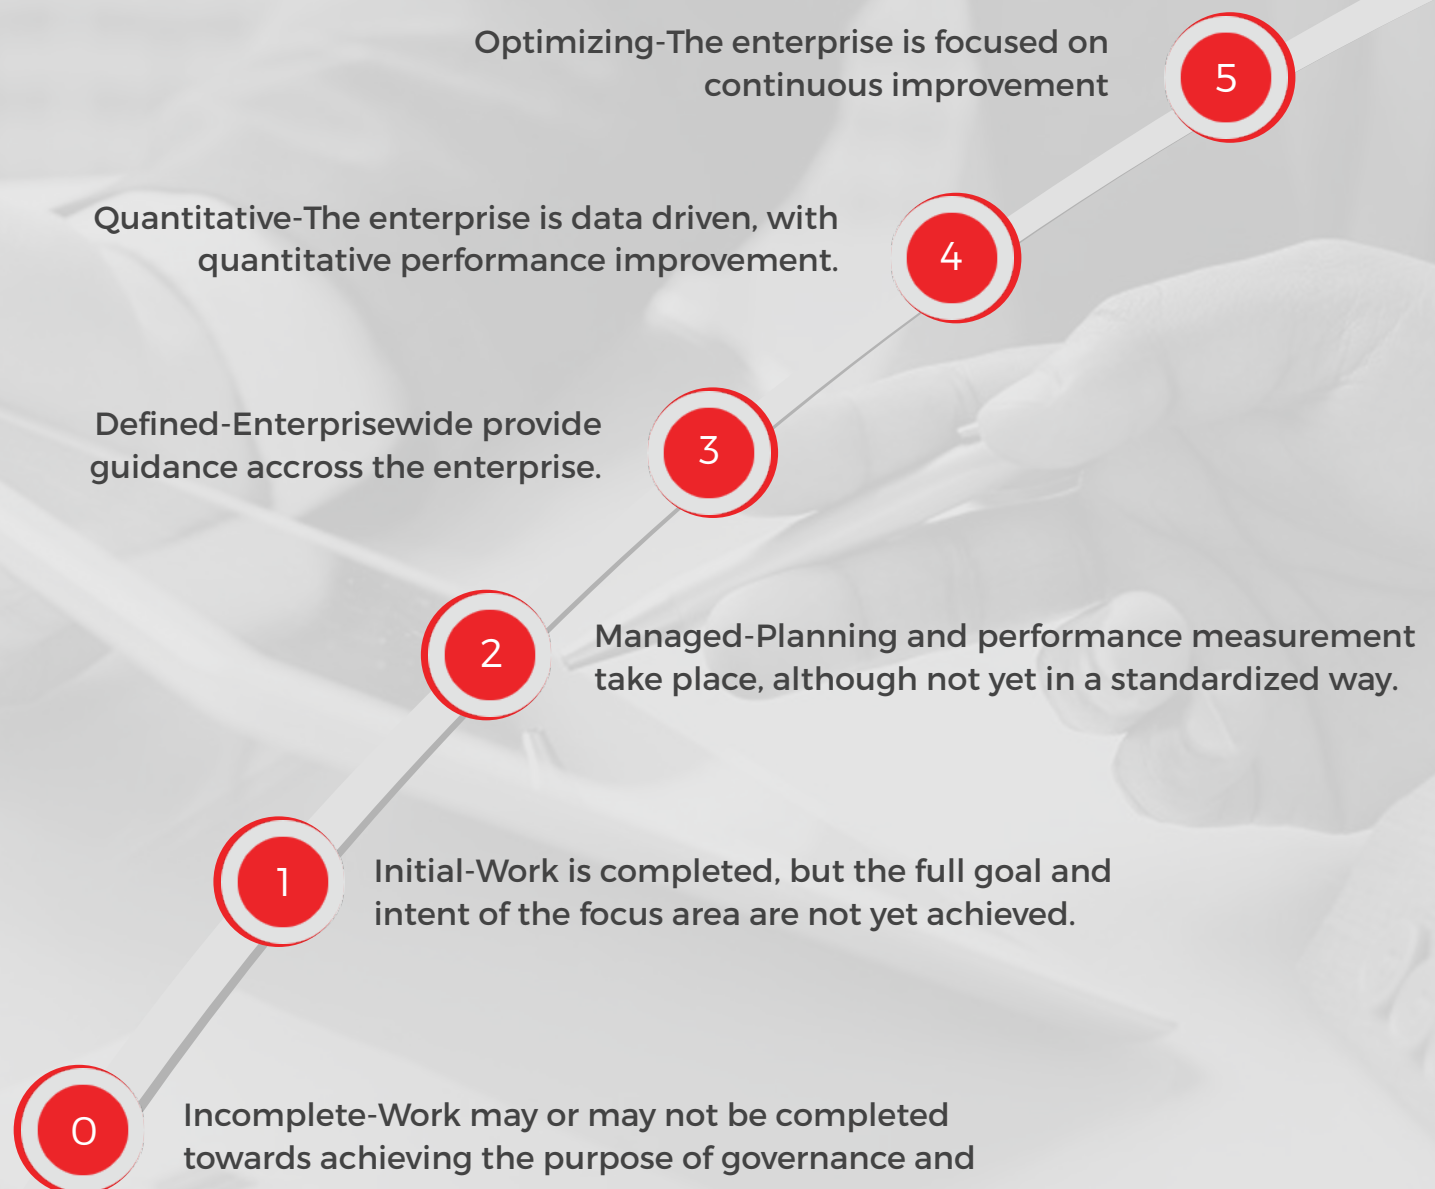 Optimizing-The enterprise is focused on
continuous improvement
5
Quantitative-The enterprise is data driven, with
quantitative performance improvement.
4
Defined-Enterprisewide provide
guidance accross the enterprise.
3
2
Managed-Planning and performance measurement
take place, although not yet in a standardized way.
1
Initial-Work is completed, but the full goal and
intent of the focus area are not yet achieved.
0
Incomplete-Work may or may not be completed
towards achieving the purpose of governance and